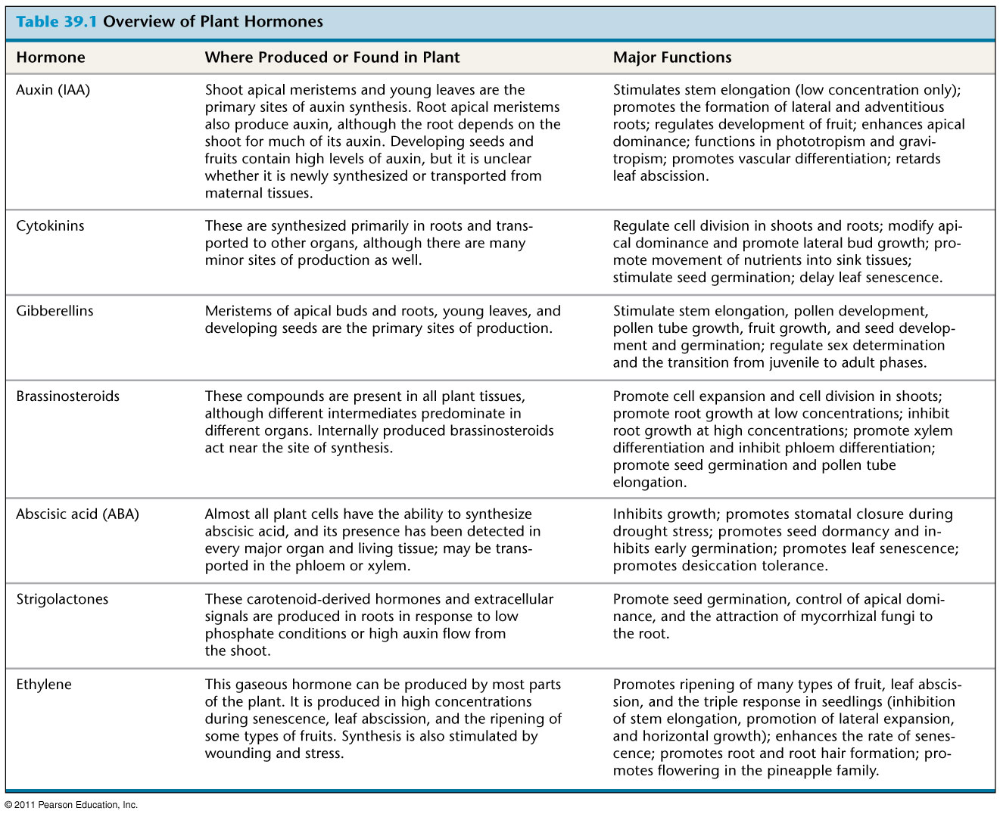 Table 39.1 Overview of Plant Hormones
Hormone
Where Produced or Found in Plant
Major Functions
Auxin (IAA)
Shoot apical meristems and young leaves are the
primary sites of auxin synthesis. Root apical meristems
also produce auxin, although the root depends on the
shoot for much of its auxin. Developing seeds and
fruits contain high levels of auxin, but it is unclear
whether it is newly synthesized or transported from
maternal tissues.
Stimulates stem elongation (low concentration only);
promotes the formation of lateral and adventitious
roots; regulates development of fruit; enhances apical
dominance; functions in phototropism and gravi-
tropism; promotes vascular differentiation; retards
leaf abscission.
Cytokinins
These are synthesized primarily in roots and trans-
ported to other organs, although there are many
minor sites of production as well.
Regulate cell division in shoots and roots; modify api-
cal dominance and promote lateral bud growth; pro-
mote movement of nutrients into sink tissues;
stimulate seed germination; delay leaf senescence.
Gibberellins
Meristems of apical buds and roots, young leaves, and
developing seeds are the primary sites of production.
Stimulate stem elongation, pollen development,
pollen tube growth, fruit growth, and seed develop-
ment and germination; regulate sex determination
and the transition from juvenile to adult phases.
Brassinosteroids
These compounds are present in all plant tissues,
although different intermediates predominate in
different organs. Internally produced brassinosteroids
act near the site of synthesis.
Promote cell expansion and cell division in shoots;
promote root growth at low concentrations; inhibit
root growth at high concentrations; promote xylem
differentiation and inhibit phloem differentiation;
promote seed germination and pollen tube
elongation.
Abscisic acid (ABA)
Almost all plant cells have the ability to synthesize
abscisic acid, and its presence has been detected in
every major organ and living tissue; may be trans-
ported in the phloem or xylem.
Inhibits growth; promotes stomatal closure during
drought stress; promotes seed dormancy and in-
hibits early germination; promotes leaf senescence;
promotes desiccation tolerance.
Strigolactones
These carotenoid-derived hormones and extracellular
signals are produced in roots in response to low
phosphate conditions or high auxin flow from
the shoot.
Promote seed germination, control of apical domi-
nance, and the attraction of mycorrhizal fungi to
the root.
Ethylene
This gaseous hormone can be produced by most parts
of the plant. It is produced in high concentrations
during senescence, leaf abscission, and the ripening of
some types of fruits. Synthesis is also stimulated by
wounding and stress.
Promotes ripening of many types of fruit, leaf abscis-
sion, and the triple response in seedlings (inhibition
of stem elongation, promotion of lateral expansion,
and horizontal growth); enhances the rate of senes-
cence; promotes root and root hair formation; pro-
motes flowering in the pineapple family.
© 2011 Pearson Education, Inc.